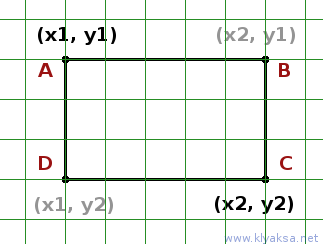 (x1, y1) (x2, y1)
A B
D C
(x1, y2) (x2, y2)
www.klyaksa.net